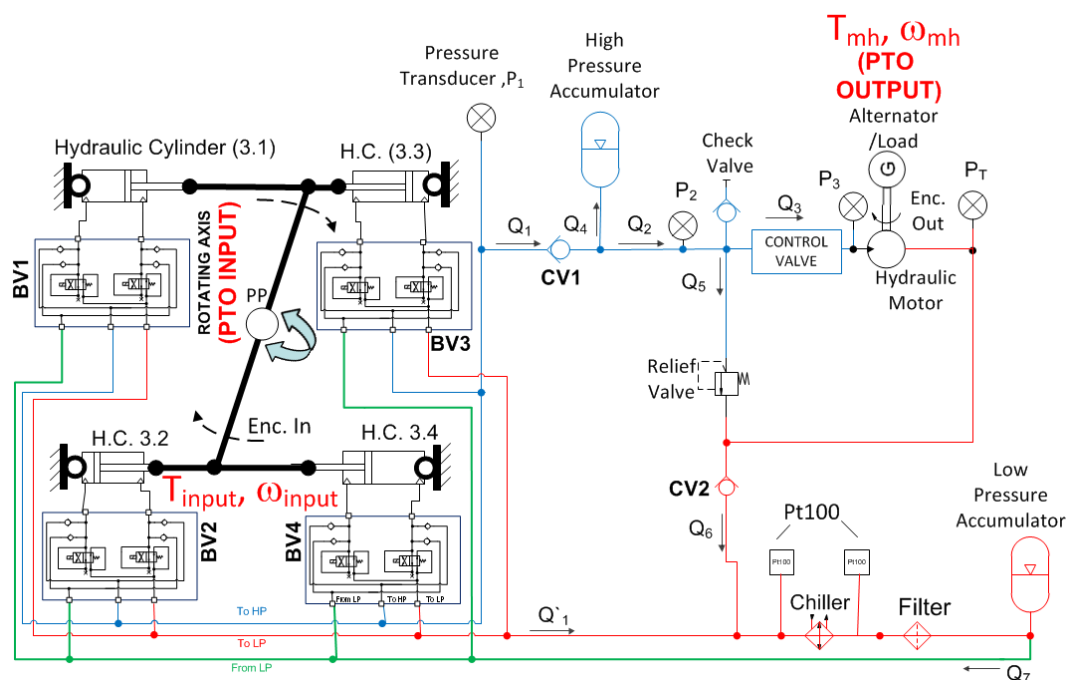 Tmh, ωmh
(PTO
OUTPUT)
Alternator
/Load
G
Enc.
Out
Hydraulic
Motor
Pressure
Transducer ,P1
High
Pressure
Accumulator
Check
Valve
P2
Q3
P3
PT
Hydraulic Cylinder (3.1)
H.C. (3.3)
Q1
Q4
Q2
CV1
CONTROL
VALVE
Q5
BV1
ROTATING AXIS
(PTO INPUT)
PP
BV3
Relief
Valve
Enc. In
H.C. 3.2
H.C. 3.4
Tinput, ωinput
CV2
Q6
Low
Pressure
Accumulator
Pt100
Pt100
Pt100
BV2
BV4
From LP
To HP
To LP
Chiller
Filter
To HP
Q`1
To LP
From LP
Q7